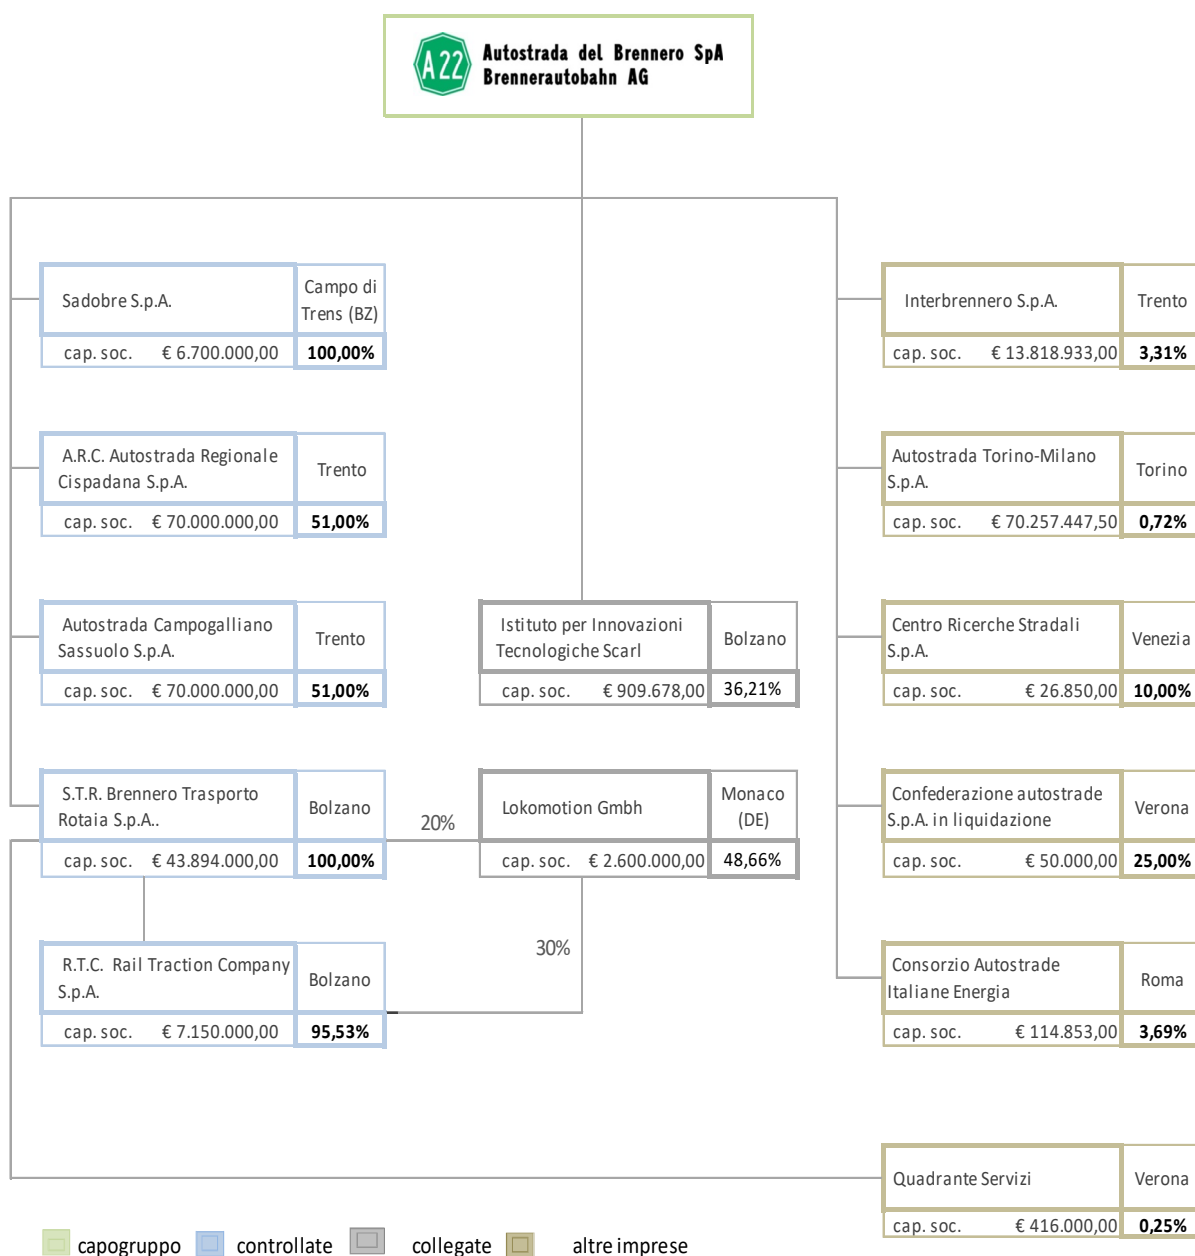 A22
Autostrada del Brennero SpA
Brennerautobahn AG
Sadobre S.p.A.
Campo di
Trens (BZ)
cap. soc. € 6.700.000,00 100,00%
A.R.C. Autostrada Regionale
Cispadana S.p.A.
Trento
cap. soc. € 70.000.000,00 51,00%
Autostrada Campogalliano
Sassuolo S.p.A.
Trento
cap. soc. € 70.000.000,00 51,00%
S.T.R. Brennero Trasporto
Rotaia S.p.A..
Bolzano
cap. soc. € 43.894.000,00 100,00%
R.T.C. Rail Traction Company
S.p.A.
Bolzano
cap. soc. € 7.150.000,00 95,53%
20%
30%
Istituto per Innovazioni
Tecnologiche Scarl
Bolzano
cap. soc. € 909.678,00 36,21%
Lokomotion Gmbh
Monaco
(DE)
cap. soc. € 2.600.000,00 48,66%
Interbrennero S.p.A.
Trento
cap. soc. € 13.818.933,00 3,31%
Autostrada Torino-Milano
S.p.A.
Torino
cap. soc. € 70.257.447,50 0,72%
Centro Ricerche Stradali
S.p.A.
Venezia
cap. soc. € 26.850,00 10,00%
Confederazione autostrade
S.p.A. in liquidazione
Verona
cap. soc. € 50.000,00 25,00%
Consorzio Autostrade
Italiane Energia
Roma
cap. soc. € 114.853,00 3,69%
Quadrante Servizi
Verona
cap. soc. € 416.000,00 0,25%
capogruppo controllate collegate altre imprese